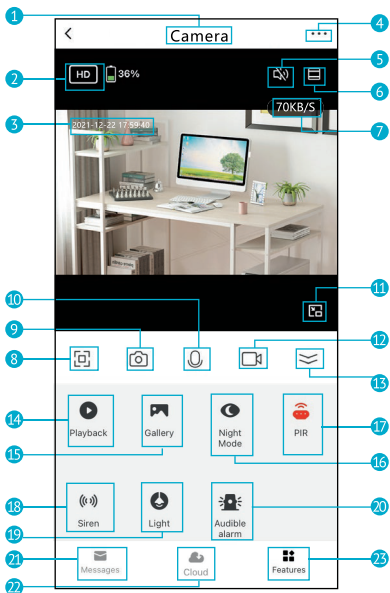 1
Camera
4
2
HD
36%
5
6
3
2021-12-22 17:59:40
70KB/S
7
10
11
9
12
8
13
14
Playback
Gallery
Night
Mode
PIR
17
15
16
18
Siren
Light
Audible
alarm
20
19
21
Messages
Cloud
Features
23
22